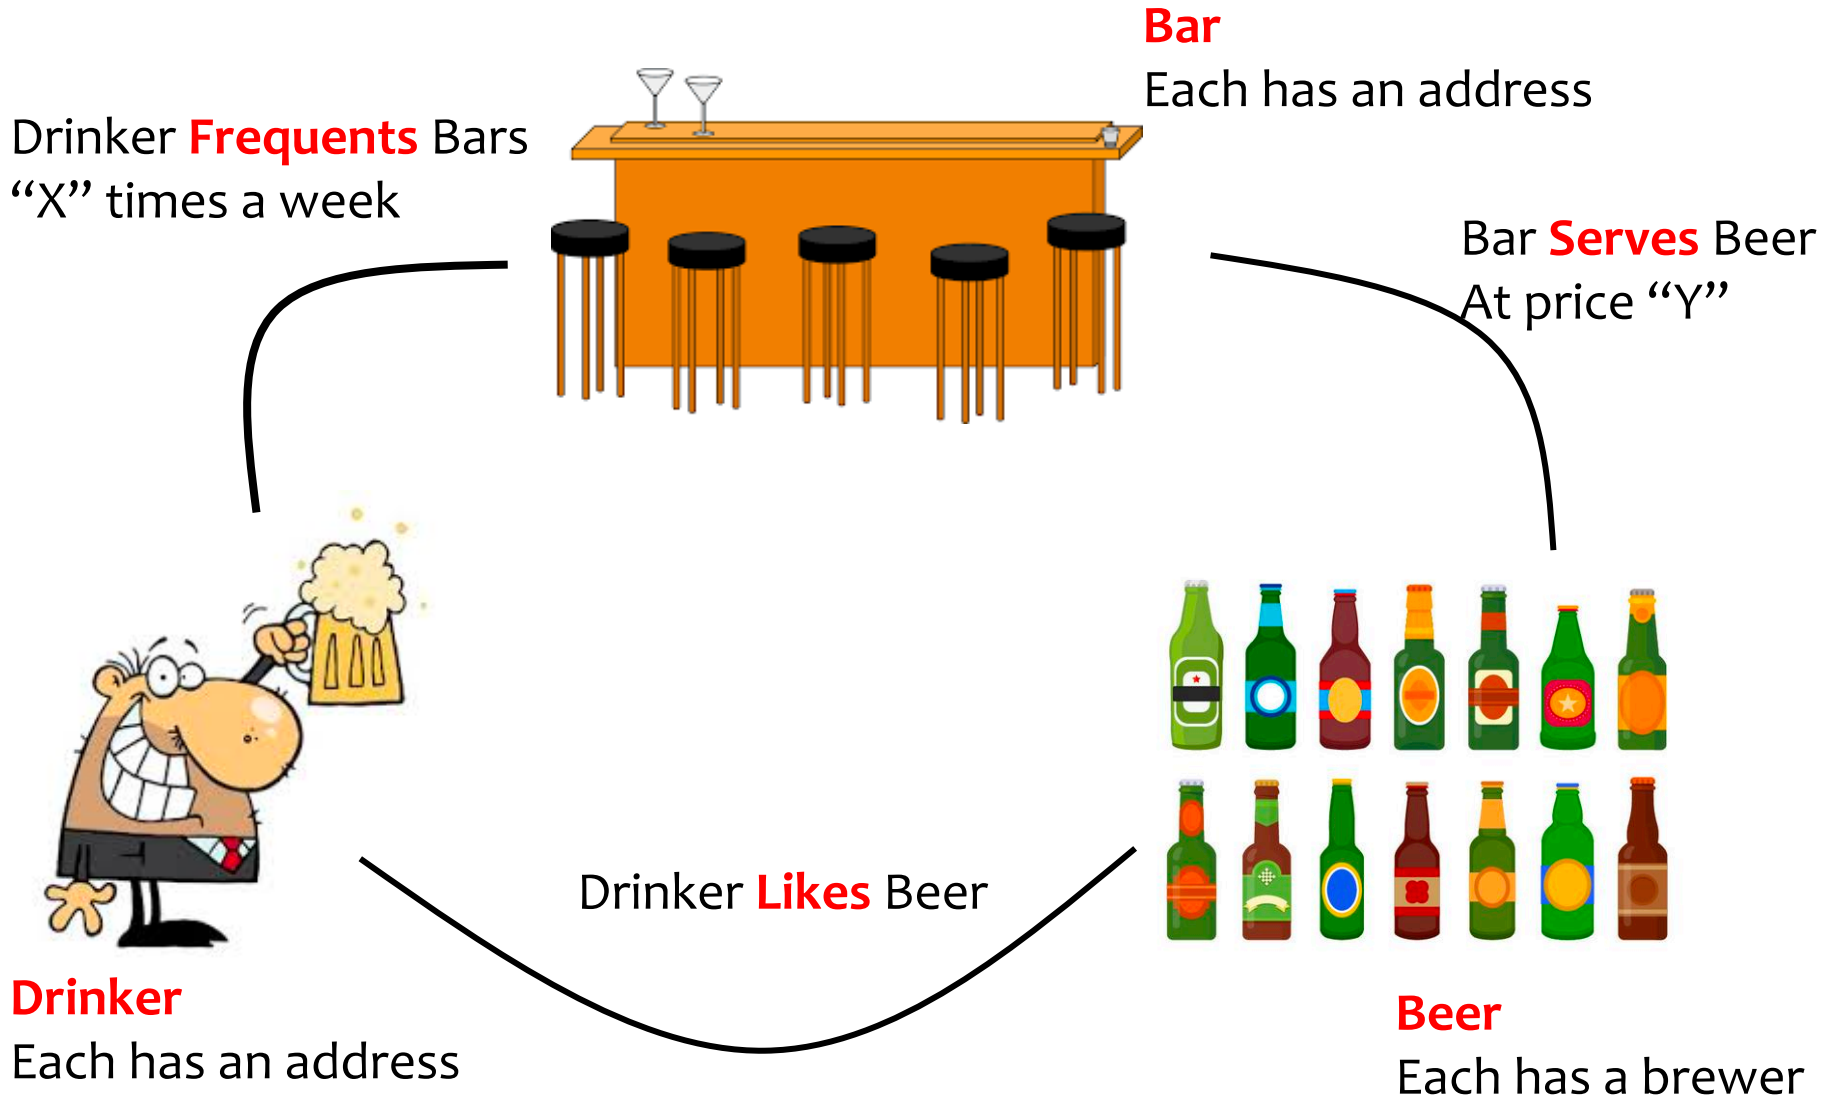 Bar
Each has an address
Drinker Frequents Bars
“X” times a week
Bar Serves Beer
At price “Y”
Drinker Likes Beer
Drinker
Each has an address
Beer
Each has a brewer